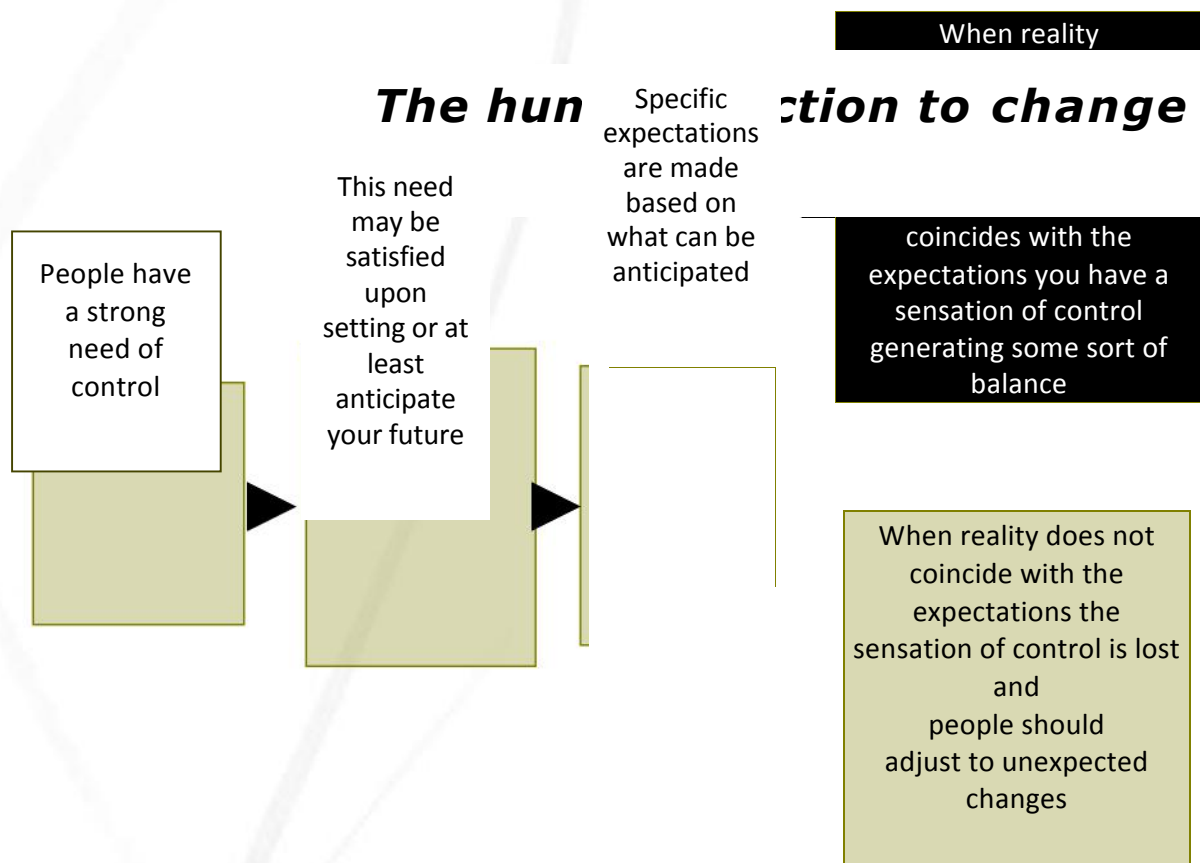 The hun ction to change
People have
a strong
need of
control
This need
may be
satisfied
upon
setting or at
least
anticipate
your future
Specific
expectations
are made
based on
what can be
anticipated
When reality
coincides with the
expectations you have a
sensation of control
generating some sort of
balance
When reality does not
coincide with the
expectations the
sensation of control is lost
and
people should
adjust to unexpected
changes